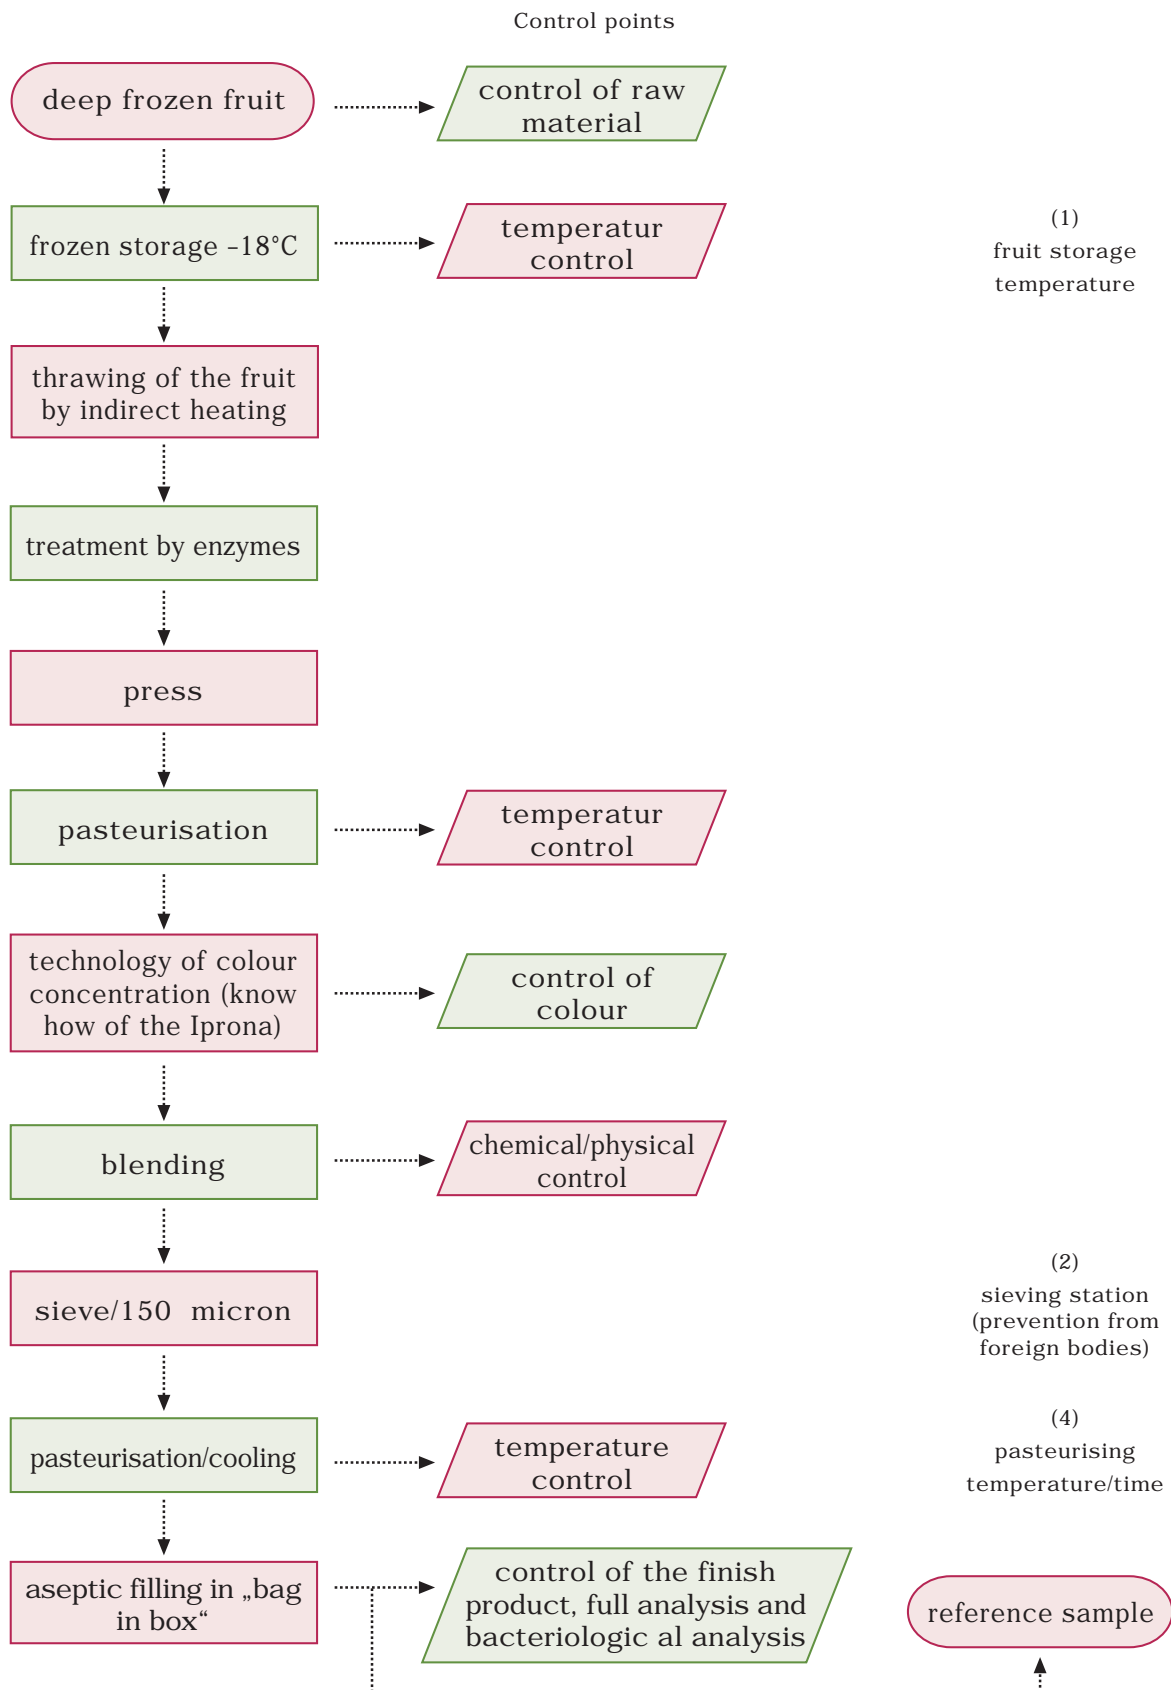 Control points
deep frozen fruit
control of raw
material
frozen storage –18°C
temperatur
control
(1)
fruit storage
temperature
thrawing of the fruit
by indirect heating
treatment by enzymes
press
pasteurisation
temperatur
control
technology of colour
concentration (know
how of the Iprona)
control of
colour
blending
chemical/physical
control
sieve/150 micron
(2)
sieving station
(prevention from
foreign bodies)
pasteurisation/cooling
temperature
control
(4)
pasteurising
temperature/time
aseptic filling in „bag
in box“
control of the finish
product, full analysis and
bacteriologic al analysis
reference sample